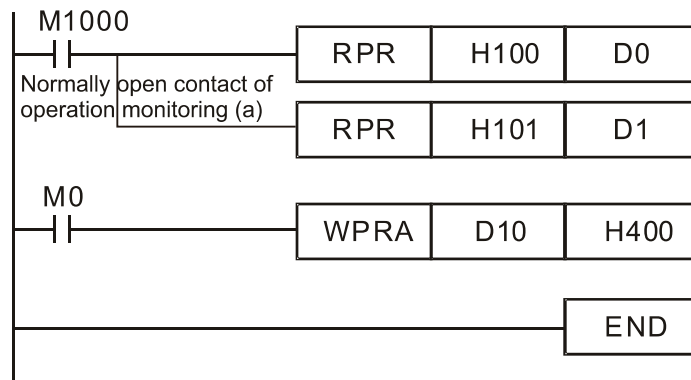 M1000
RPR H100 D0
Normally open contact of
operation monitoring (a)
RPR H101 D1
M0
WPRA D10 H400
END